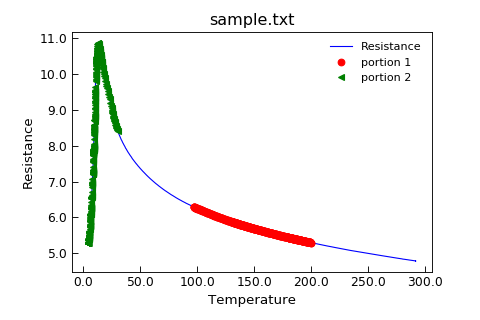 sample.txt
11.0
10.0
9.0
8.0
7.0
6.0
5.0
Resistance
Resistance
portion 1
portion 2
0.0 50.0 100.0 150.0 200.0 250.0 300.0
Temperature